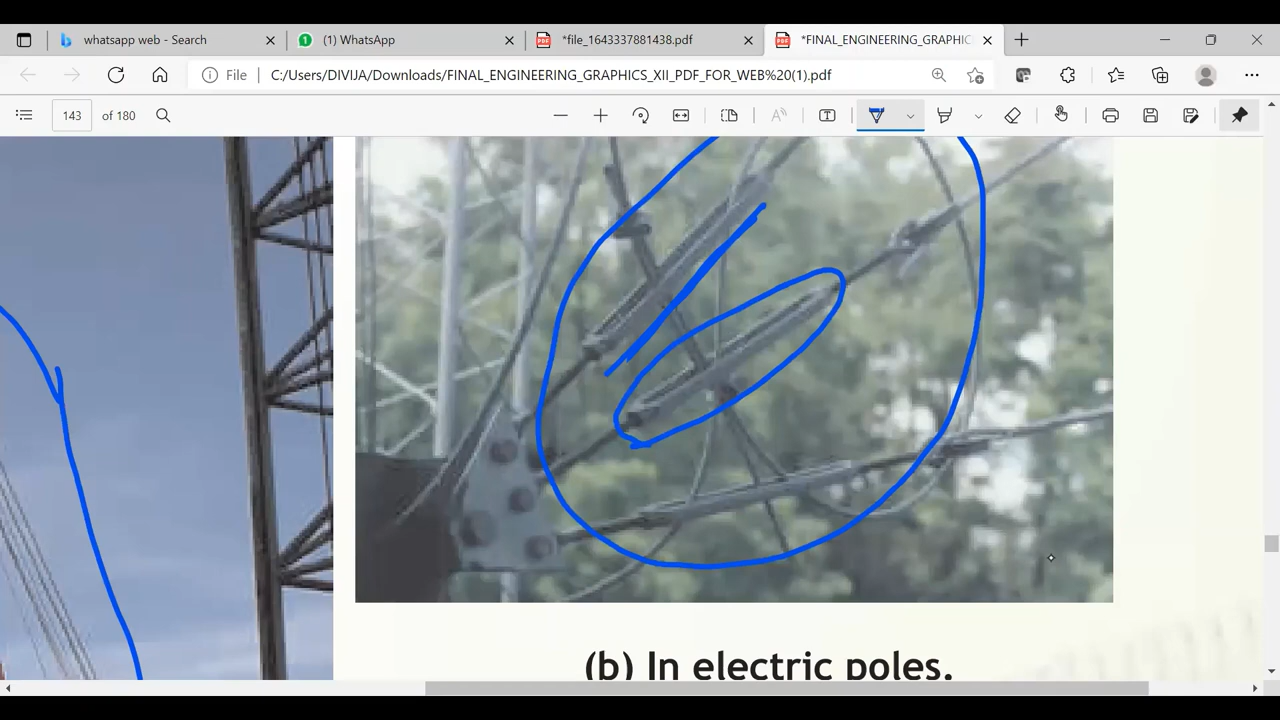 whatsapp web - Search
(1) WhatsApp
*file_1643337881438.pdf
*FINAL_ENGINEERING_GRAPHIC
File
C:/Users/DIVIJA/Downloads/FINAL_ENGINEERING_GRAPHICS_XII_PDF_FOR_WEB%20(1).pdf
143 of 180
(b) In electric poles.